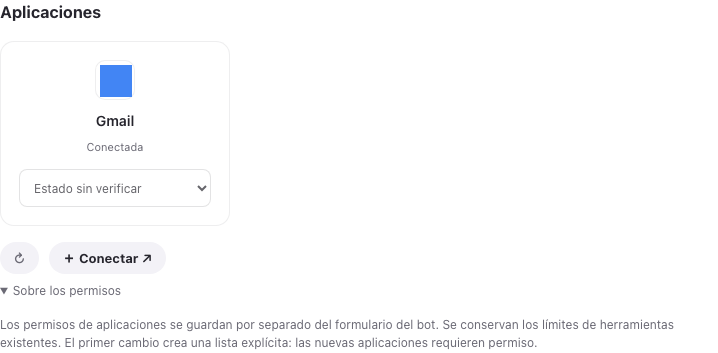 Aplicaciones
Gmail
Conectada
Estado sin verificar
↻
+ Conectar ↗
▼ Sobre los permisos
Los permisos de aplicaciones se guardan por separado del formulario del bot. Se conservan los límites de herramientas
existentes. El primer cambio crea una lista explícita: las nuevas aplicaciones requieren permiso.